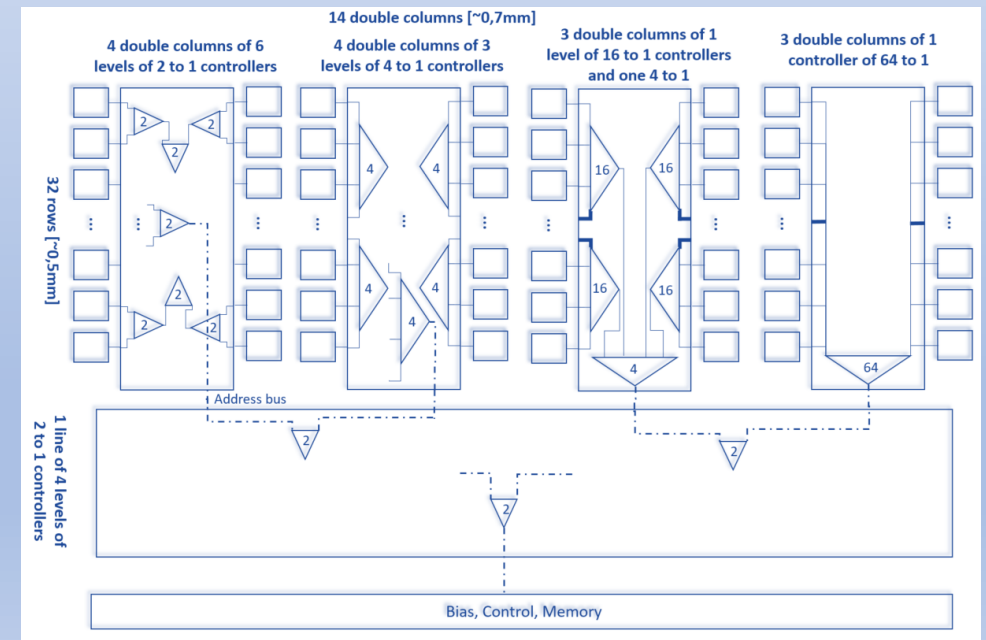 14 double columns [~0,7mm]
4 double columns of 6
levels of 2 to 1 controllers
4 double columns of 3
levels of 4 to 1 controllers
3 double columns of 1
level of 16 to 1 controllers
and one 4 to 1
3 double columns of 1
controller of 64 to 1
32 rows [~0,5mm]
2
2
2
...
...
2
...
2
2
2
4
4
...
...
...
4
4
4
16
16
...
...
16
16
4
...
...
64
Address bus
1 line of 4 levels of
2 to 1 controllers
2
2
2
Bias, Control, Memory